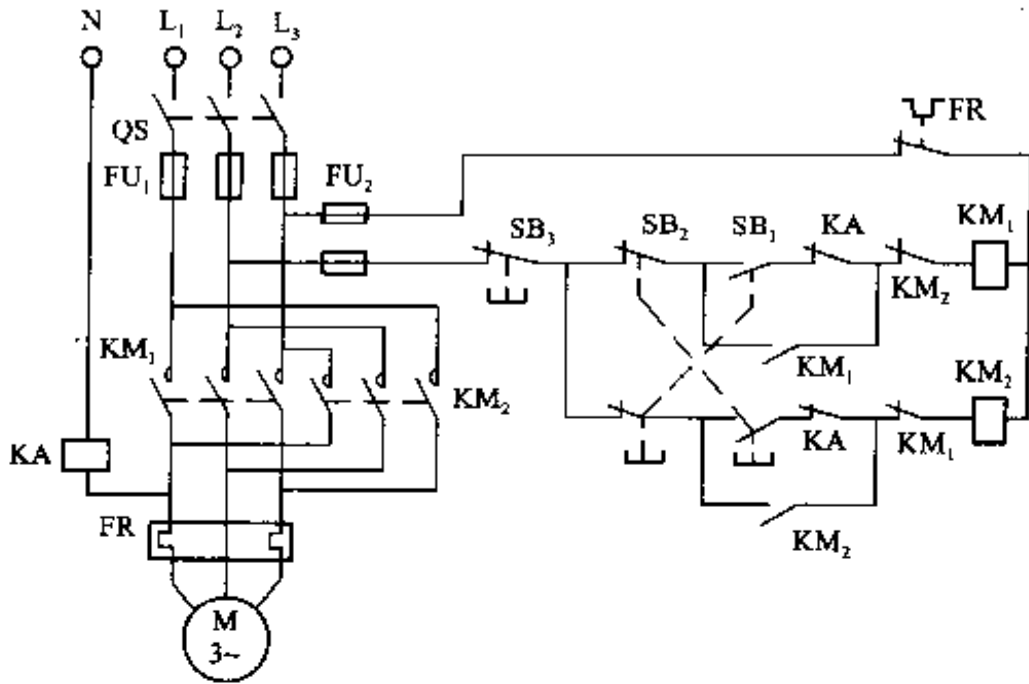 N L₁ L₂ L₃
QS
FU₁
FU₂
FR
SB₃ SB₂ SB₁ KA KM₁
KM₂
KM₁
KM₁
KM₂
KM₂
KA
KA
KM₁
FR
KM₂
M
3~